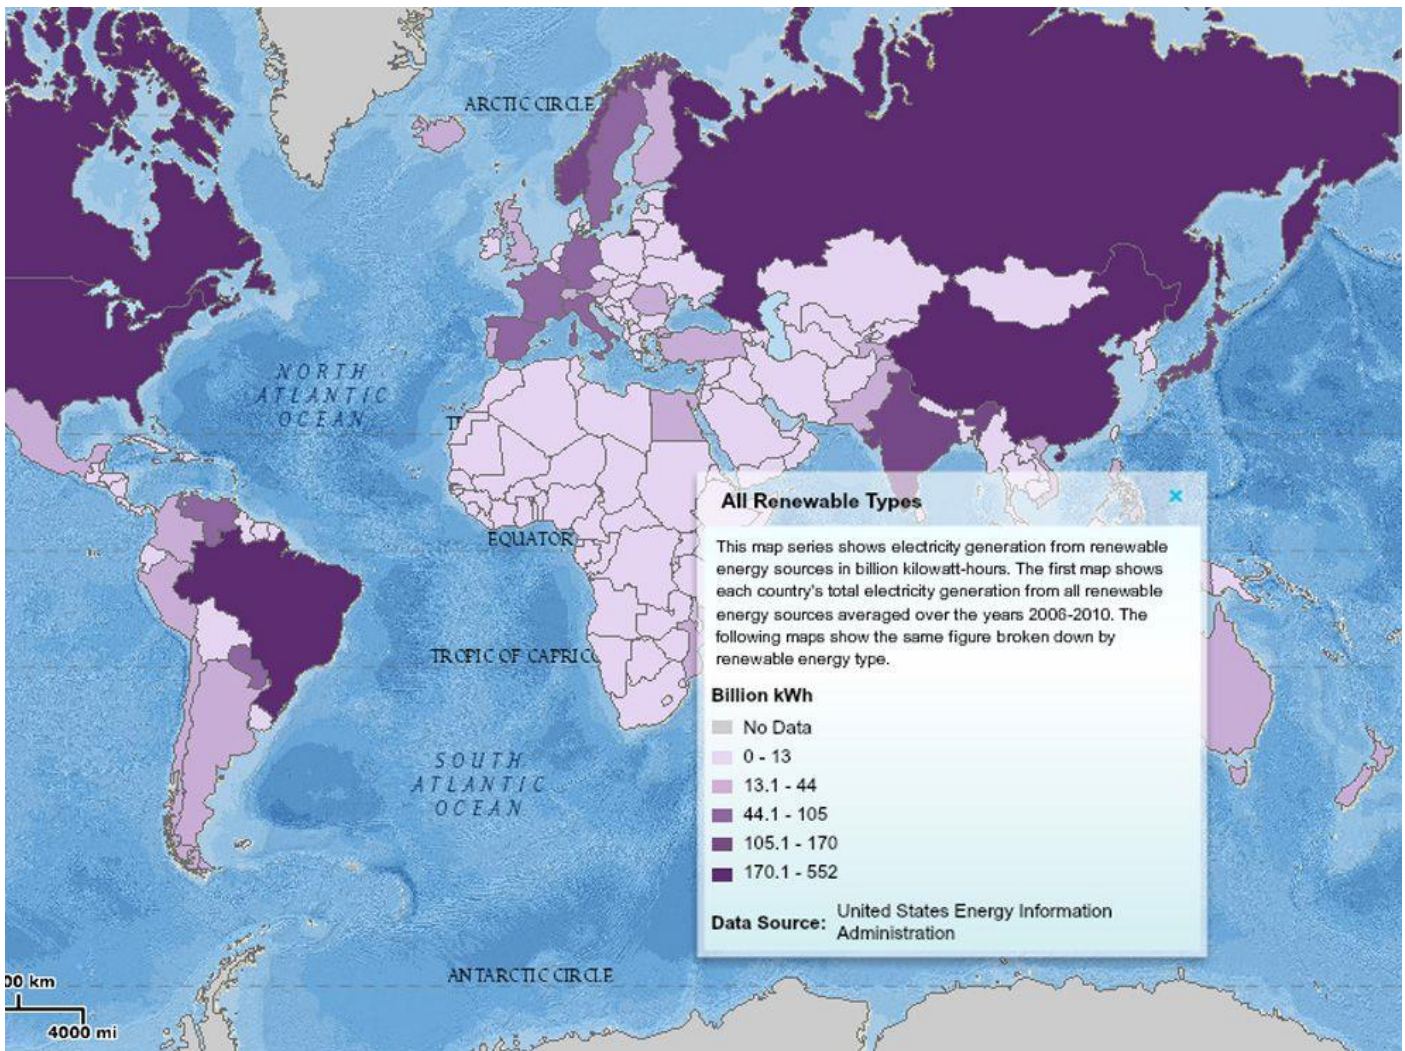 ARCTIC CIRCLE
NORTH
ATLANTIC
OCEAN
EQUATOR
TROPIC OF CAPRIC
SOUTH
ATLANTIC
OCEAN
ANTARCTIC CIRCLE
00 km
4000 mi
All Renewable Types
This map series shows electricity generation from renewable
energy sources in billion kilowatt-hours. The first map shows
each country's total electricity generation from all renewable
energy sources averaged over the years 2006-2010. The
following maps show the same figure broken down by
renewable energy type.
Billion kWh
No Data
0 - 13
13.1 - 44
44.1 - 105
105.1 - 170
170.1 - 552
Data Source: United States Energy Information
Administration